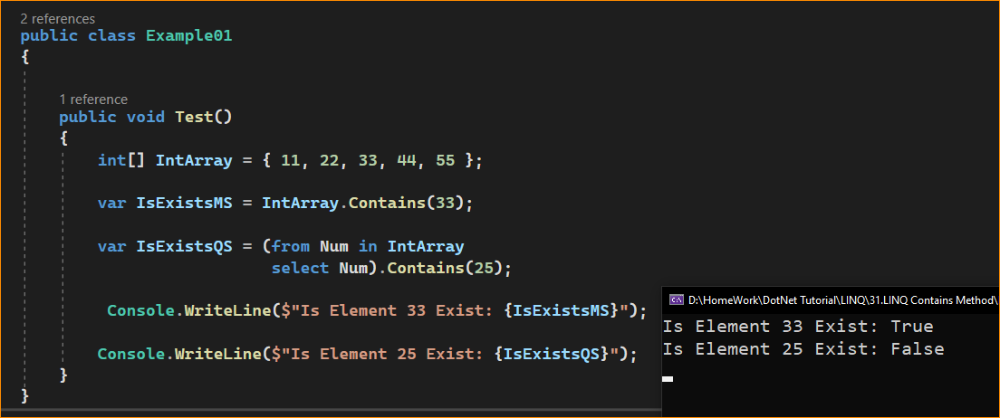 2 references
public class Example01
{
1 reference
public void Test()
{
int[] IntArray = { 11, 22, 33, 44, 55 };
var IsExistsMS = IntArray.Contains(33);
var IsExistsQS = (from Num in IntArray
select Num).Contains(25);
Console.WriteLine($"Is Element 33 Exist: {IsExistsMS}");
Console.WriteLine($"Is Element 25 Exist: {IsExistsQS}");
}
}
D:\HomeWork\DotNet Tutorial\LINQ\31.LINQ Contains Method\
Is Element 33 Exist: True
Is Element 25 Exist: False